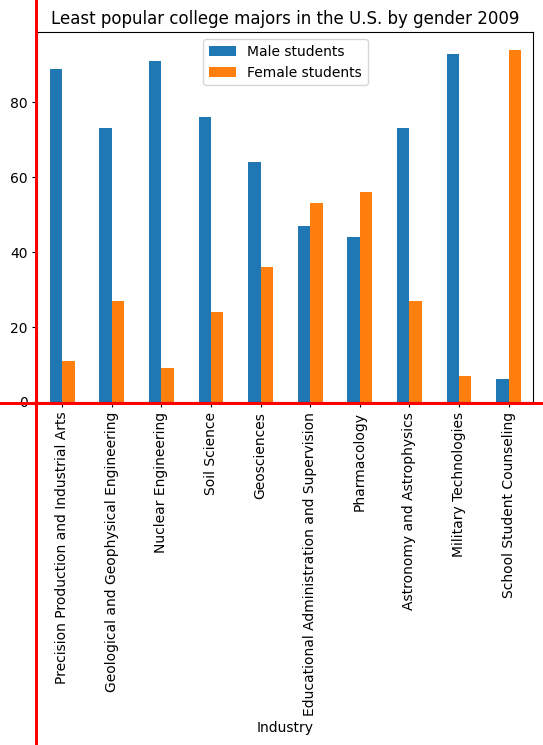 Least popular college majors in the U.S. by gender 2009
Male students
Female students
80
60
40
20
0
Precision Production and Industrial Arts
Geological and Geophysical Engineering
Nuclear Engineering
Soil Science
Geosciences
Educational Administration and Supervision
Pharmacology
Astronomy and Astrophysics
Military Technologies
School Student Counseling
Industry